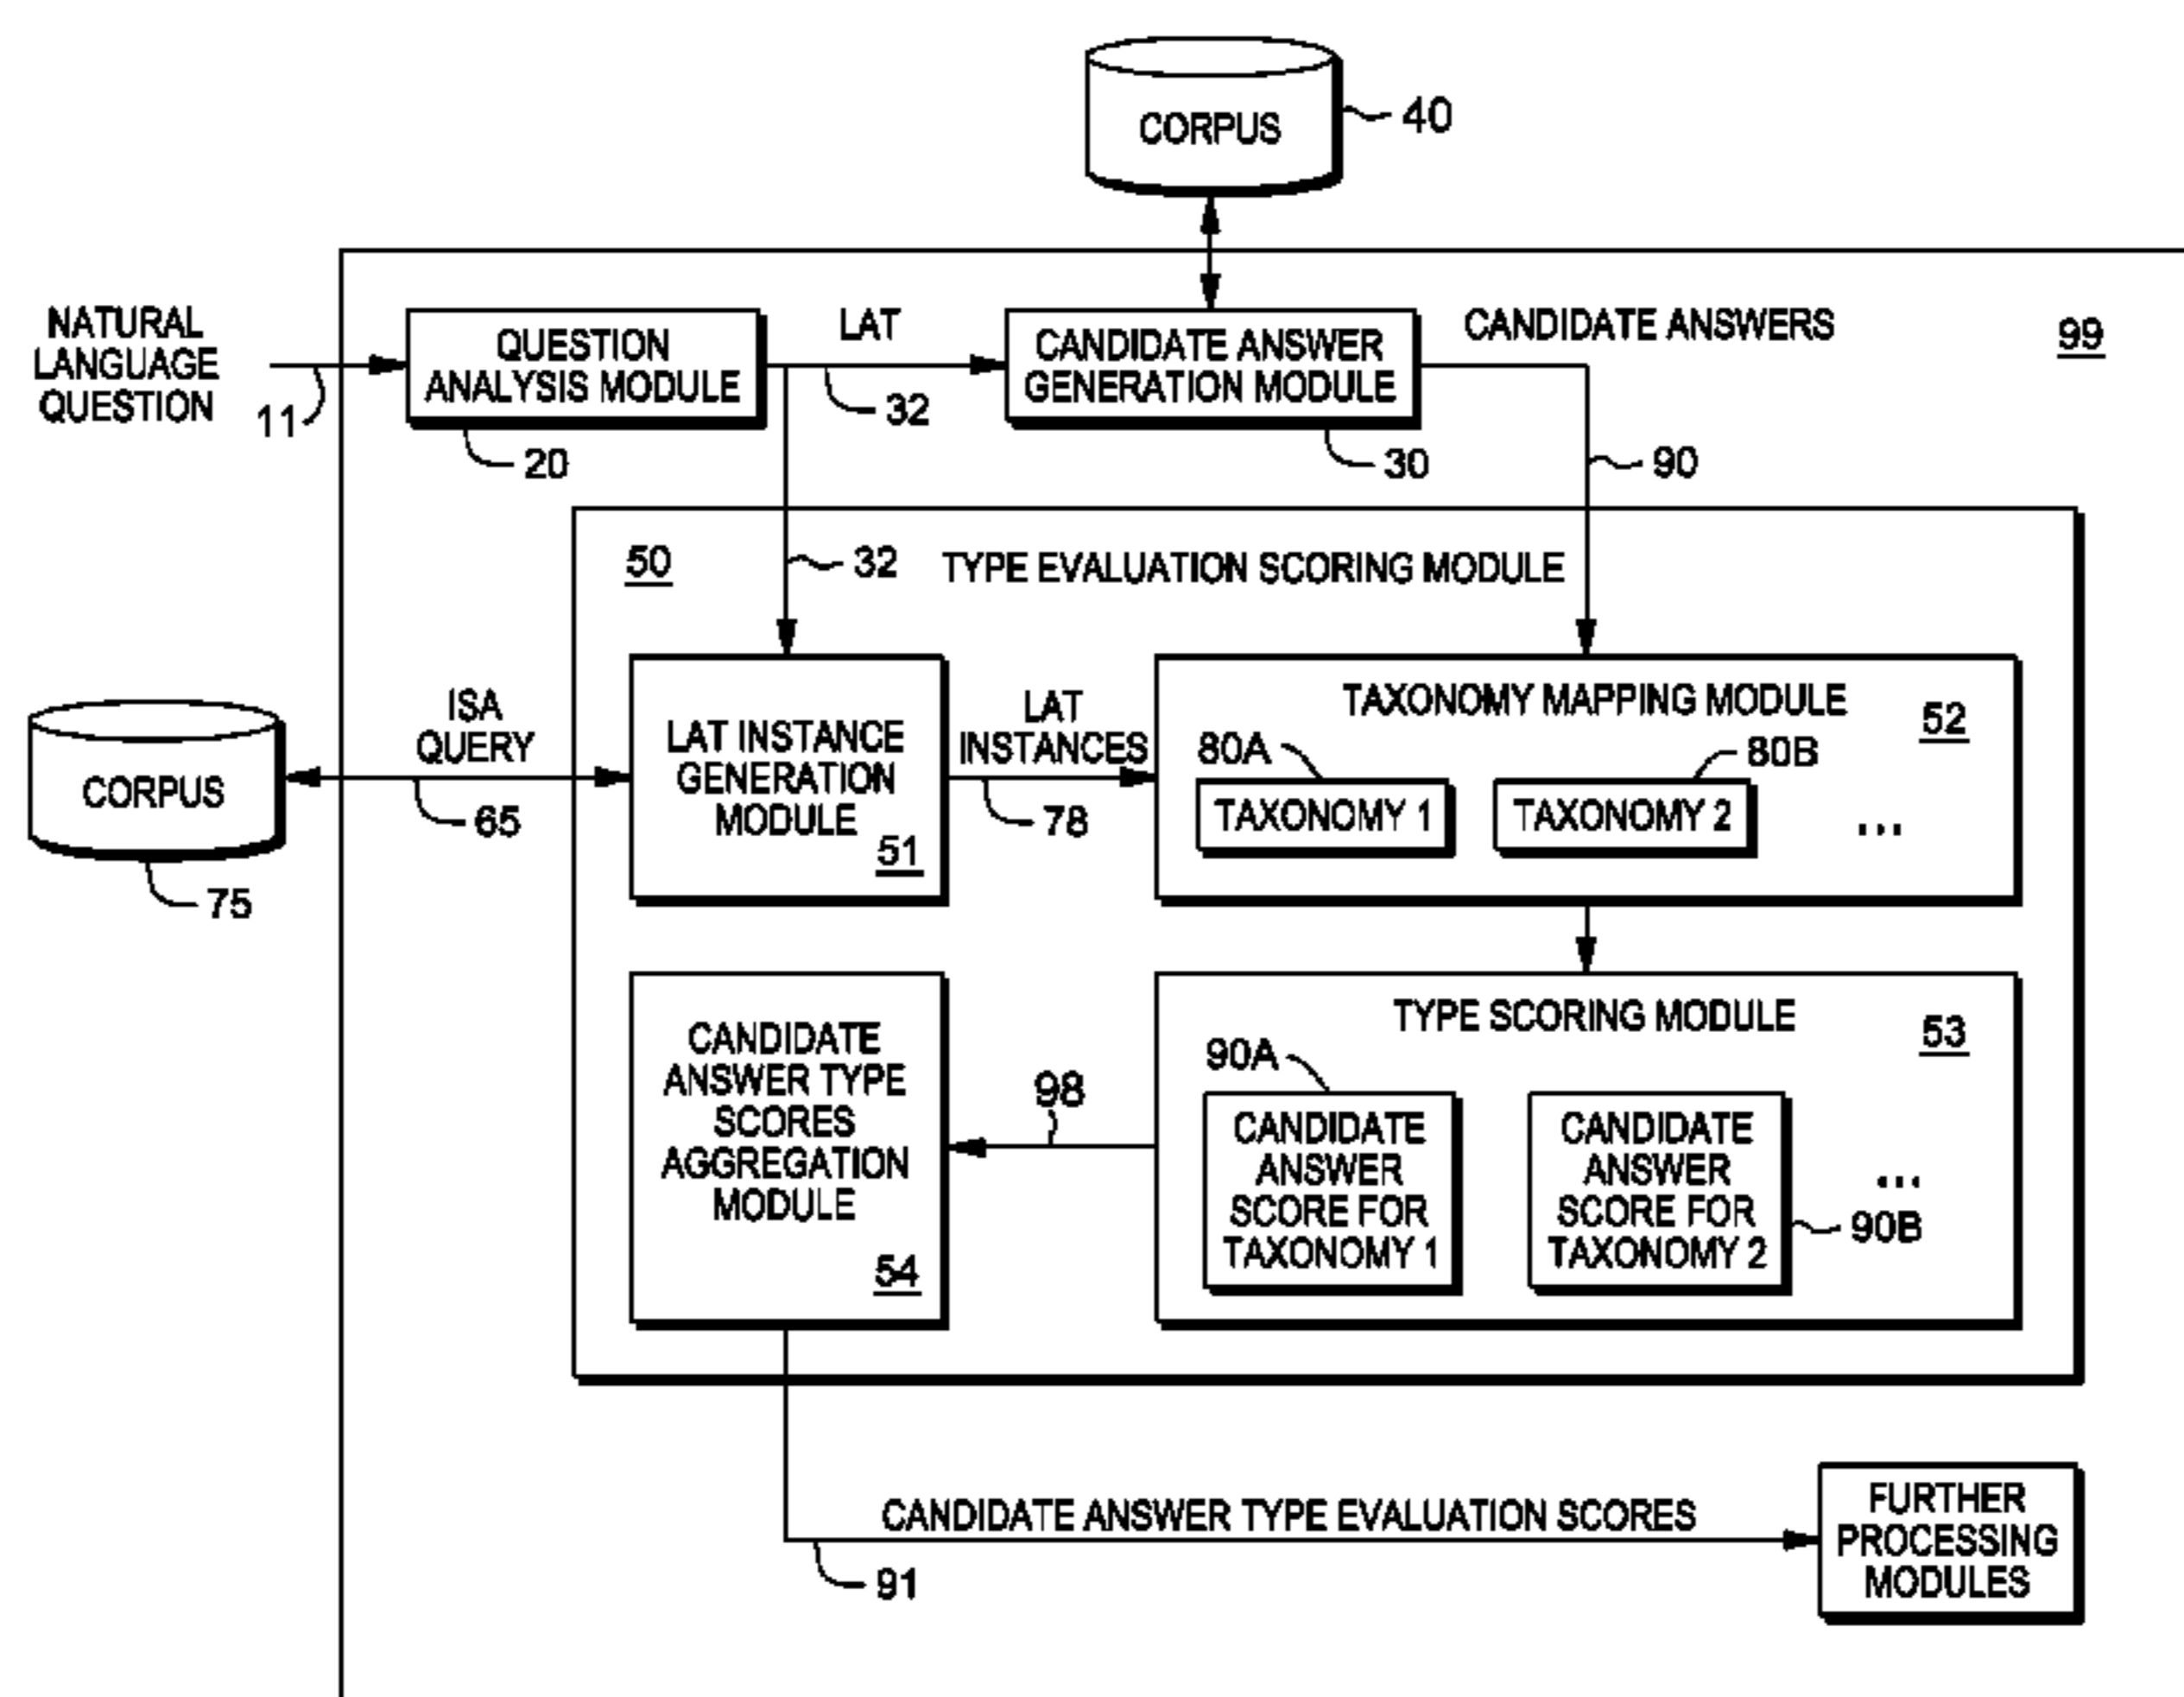 CORPUS
40
NATURAL
LANGUAGE
QUESTION
11
QUESTION
ANALYSIS MODULE
20
LAT
32
CANDIDATE ANSWER
GENERATION MODULE
30
CANDIDATE ANSWERS
90
99
50
32
TYPE EVALUATION SCORING MODULE
CORPUS
75
ISA
QUERY
65
LAT INSTANCE
GENERATION
MODULE
51
LAT
INSTANCES
78
TAXONOMY MAPPING MODULE
52
80A
TAXONOMY 1
80B
TAXONOMY 2
...
CANDIDATE
ANSWER TYPE
SCORES
AGGREGATION
MODULE
54
98
TYPE SCORING MODULE
53
90A
CANDIDATE
ANSWER
SCORE FOR
TAXONOMY 1
CANDIDATE
ANSWER
SCORE FOR
TAXONOMY 2
...
90B
CANDIDATE ANSWER TYPE EVALUATION SCORES
91
FURTHER
PROCESSING
MODULES